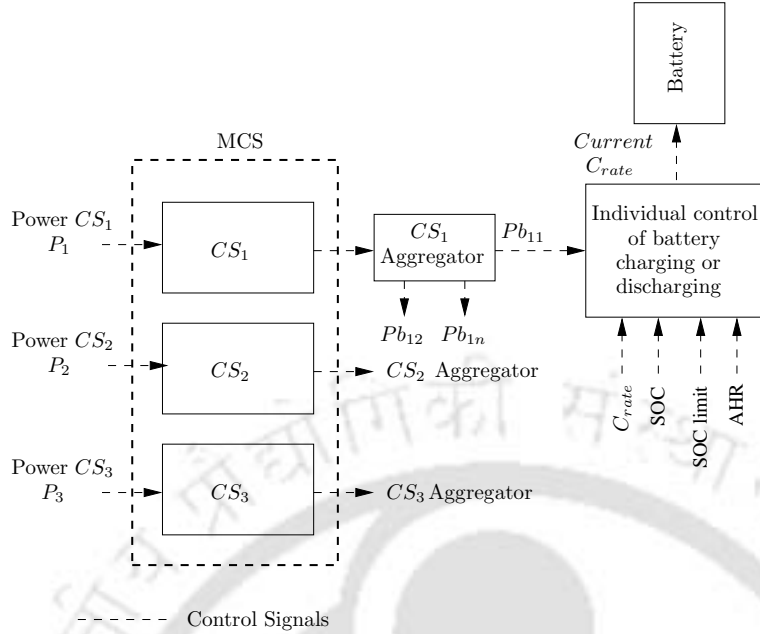 Battery
MCS
Current
C_rate
Power CS_1
P_1
CS_1
CS_1
Aggregator
Pb_11
Individual control
of battery
charging or
discharging
Pb_12
Pb_1n
Power CS_2
P_2
CS_2
CS_2 Aggregator
C_rate
SOC
SOC limit
AHR
Power CS_3
P_3
CS_3
CS_3 Aggregator
Control Signals